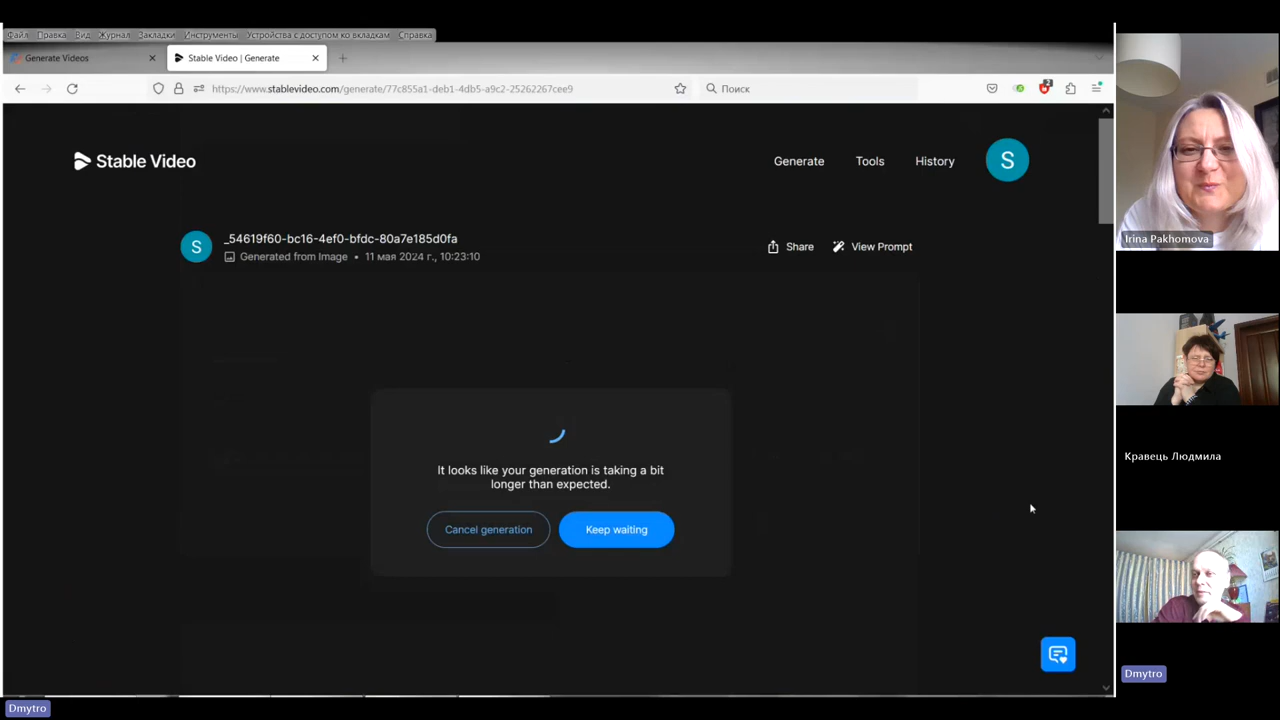 Файл Правка Вид Журнал Закладки Инструменты Устройства с доступом ко вкладкам Справка
Generate Videos
Stable Video | Generate
https://www.stablevideo.com/generate/77f855a1-deb1-4db5-a9c2-25262267cee9
Поиск
2
Stable Video
Generate Tools History S
S
_54619f60-bc16-4ef0-bfdc-80a7e185d0fa
Generated from Image • 11 мая 2024 г., 10:23:10
Share View Prompt
It looks like your generation is taking a bit
longer than expected.
Cancel generation Keep waiting
Irina Pakhomova
Кравець Людмила
Dmytro
Dmytro